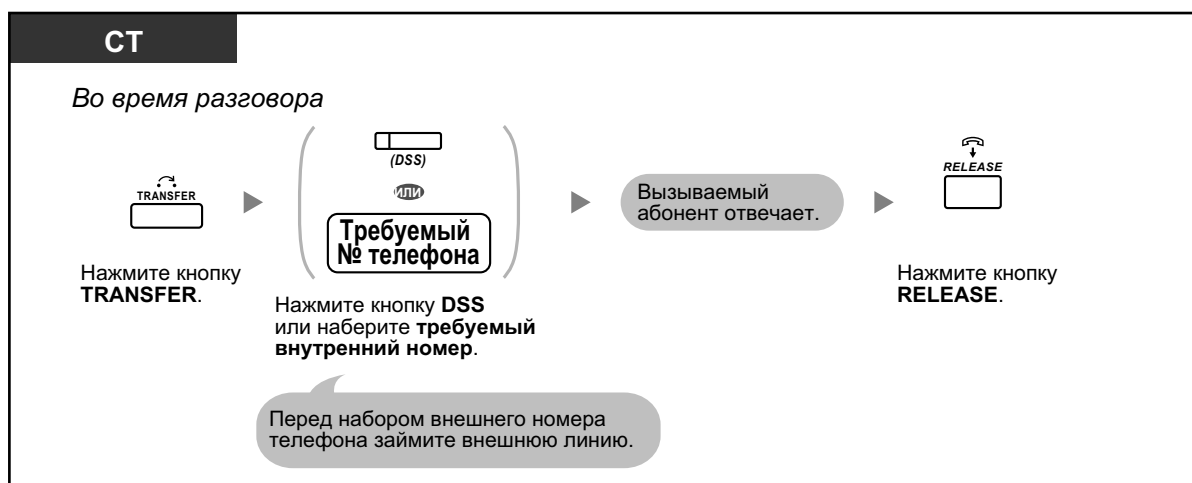 СТ
Во время разговора
TRANSFER
Нажмите кнопку
TRANSFER.
(DSS)
или
Требуемый
№ телефона
Нажмите кнопку DSS
или наберите требуемый
внутренний номер.
Перед набором внешнего номера
телефона займите внешнюю линию.
Вызываемый
абонент отвечает.
RELEASE
Нажмите кнопку
RELEASE.